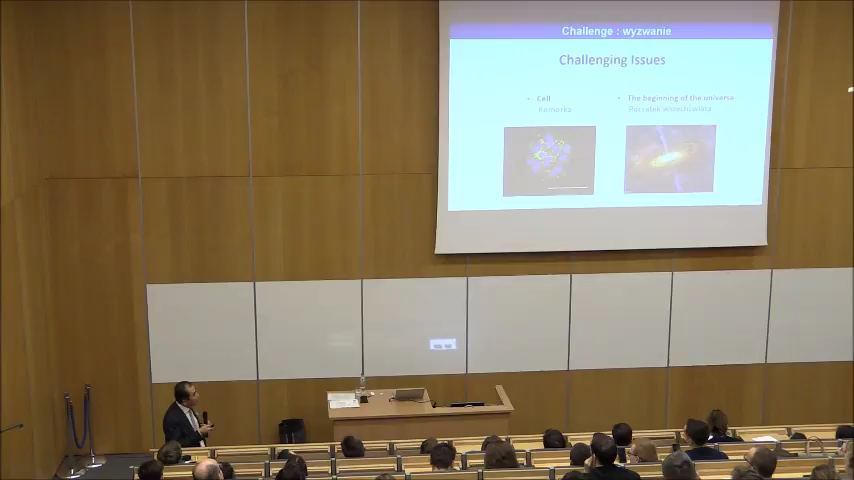 Challenge : wyzwanie
Challenging Issues
• Cell
Komórka
• The beginning of the universe
Początek wszechświata